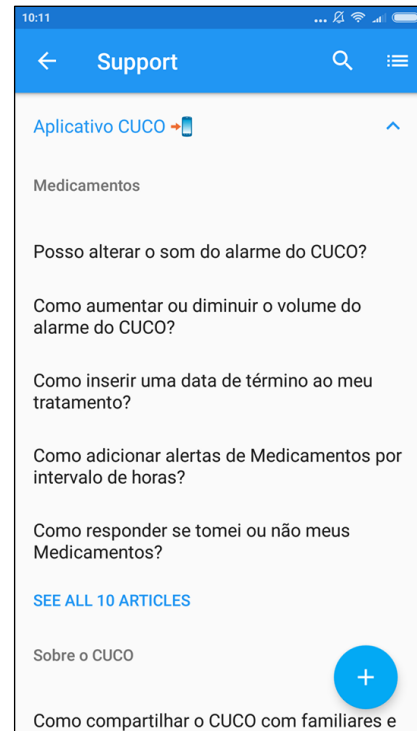 10:11
Support
Aplicativo CUCO
Medicamentos
Posso alterar o som do alarme do CUCO?
Como aumentar ou diminuir o volume do
alarme do CUCO?
Como inserir uma data de término ao meu
tratamento?
Como adicionar alertas de Medicamentos por
intervalo de horas?
Como responder se tomei ou não meus
Medicamentos?
SEE ALL 10 ARTICLES
Sobre o CUCO
Como compartilhar o CUCO com familiares e